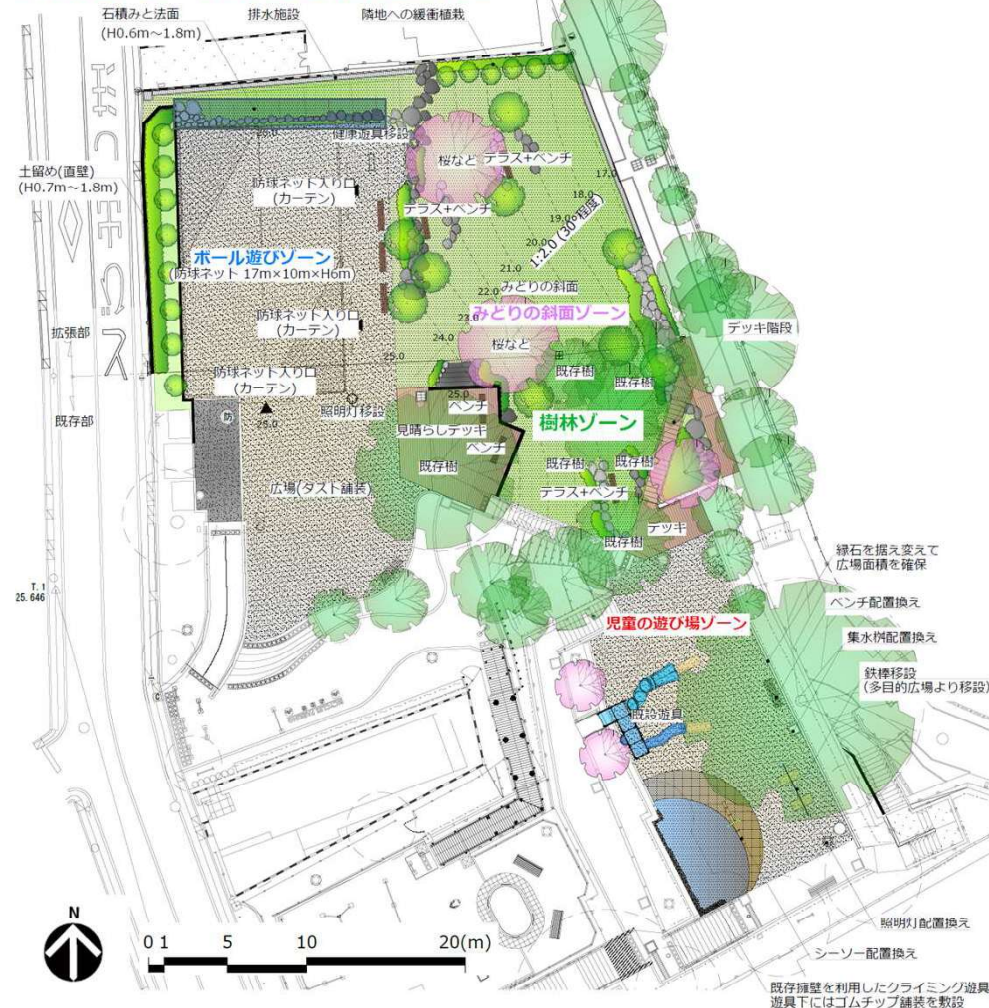 石積みと法面
(H0.6m～1.8m)
排水施設
隣地への緩衝植栽
土留め(直壁)
(H0.7m～1.8m)
健康遊具移設
桜など
テラス+ベンチ
17.0
18.0
19.0
20.0
21.0
22.0
23.0
24.0
25.0
1:2.0 (30°程度)
防球ネット入り口
(カーテン)
テラス+ベンチ
ボール遊びゾーン
(防球ネット 17m×10m×H6m)
みどりの斜面
みどりの斜面ゾーン
防球ネット入り口
(カーテン)
桜など
デッキ階段
拡張部
既存部
防球ネット入り口
(カーテン)
既存樹
既存樹
25.0
防
25.0
照明灯移設
ベンチ
見晴らしデッキ
ベンチ
樹林ゾーン
既存樹
既存樹
既存樹
広場(ダスト舗装)
テラス+ベンチ
デッキ
既存樹
縁石を据え変えて
広場面積を確保
T.1
25.646
ベンチ配置換え
児童の遊び場ゾーン
集水桝配置換え
鉄棒移設
(多目的広場より移設)
既設遊具
照明灯配置換え
シーソー配置換え
既存擁壁を利用したクライミング遊具
遊具下にはゴムチップ舗装を敷設
N
0 1 5 10 20(m)